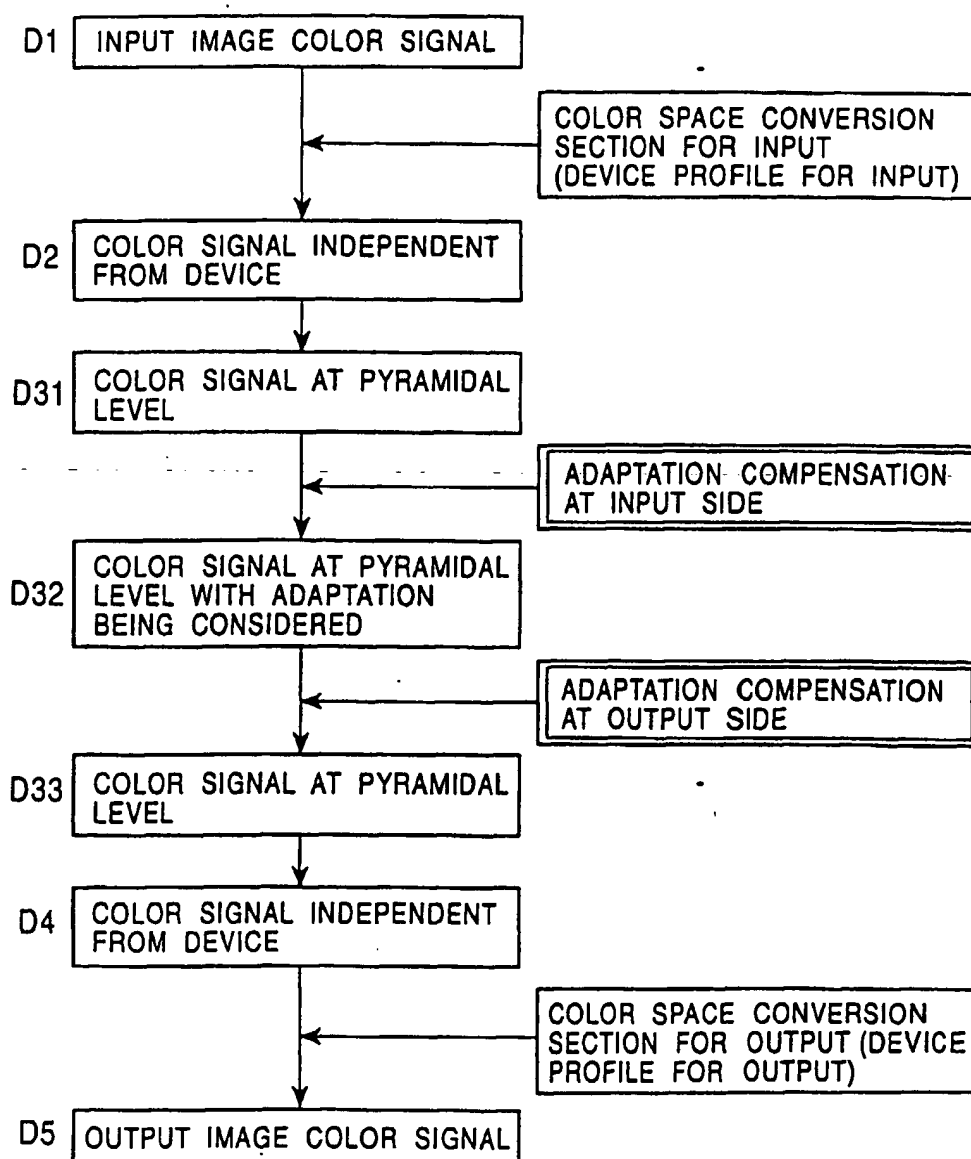 D1 INPUT IMAGE COLOR SIGNAL
COLOR SPACE CONVERSION
SECTION FOR INPUT
(DEVICE PROFILE FOR INPUT)
D2 COLOR SIGNAL INDEPENDENT
FROM DEVICE
D31 COLOR SIGNAL AT PYRAMIDAL
LEVEL
ADAPTATION COMPENSATION
AT INPUT SIDE
D32 COLOR SIGNAL AT PYRAMIDAL
LEVEL WITH ADAPTATION
BEING CONSIDERED
ADAPTATION COMPENSATION
AT OUTPUT SIDE
D33 COLOR SIGNAL AT PYRAMIDAL
LEVEL
D4 COLOR SIGNAL INDEPENDENT
FROM DEVICE
COLOR SPACE CONVERSION
SECTION FOR OUTPUT (DEVICE
PROFILE FOR OUTPUT)
D5 OUTPUT IMAGE COLOR SIGNAL